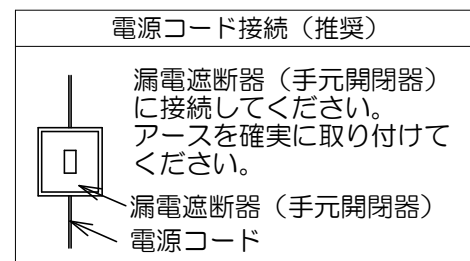 電源コード接続（推奨）
漏電遮断器（手元開閉器）
に接続してください。
アースを確実に取り付けて
ください。
漏電遮断器（手元開閉器）
電源コード